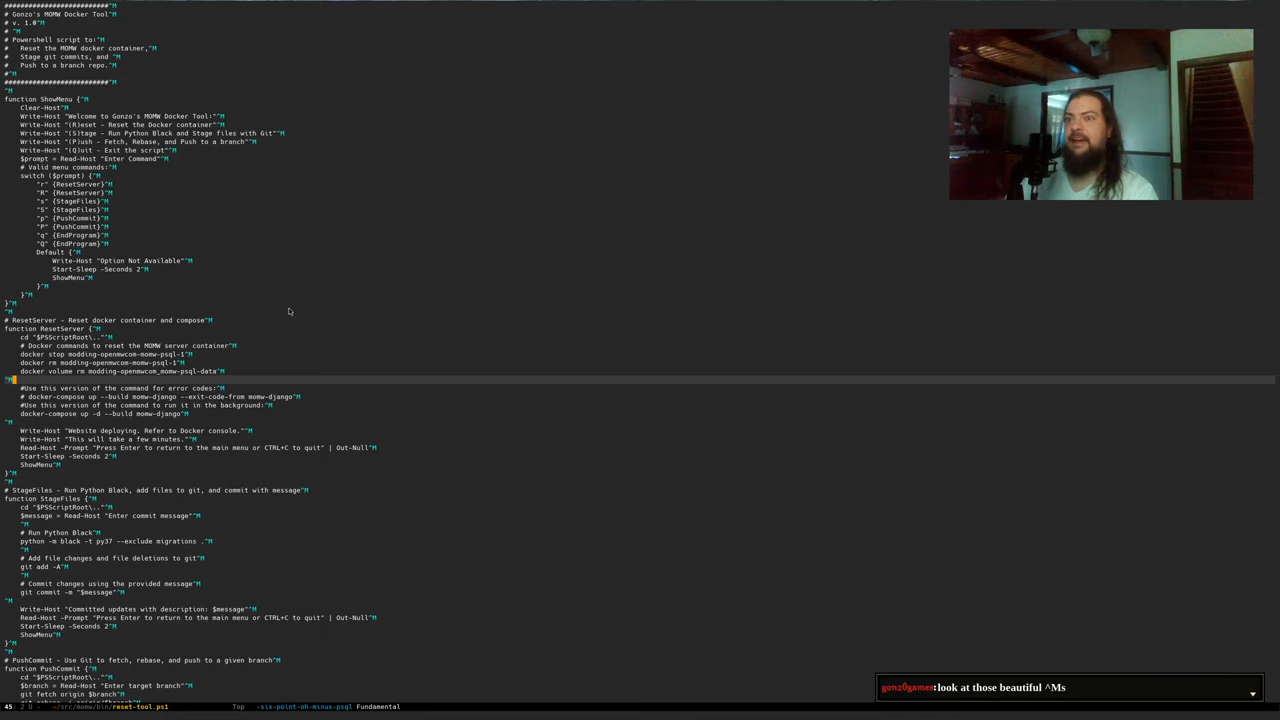 ##########################^M
# Gonzo's MOMW Docker Tool^M
# v. 1.0^M
# ^M
# Powershell script to:^M
#   Reset the MOMW docker container,^M
#   Stage git commits, and ^M
#   Push to a branch repo.^M
#^M
##########################^M
^M
function ShowMenu {^M
    Clear-Host^M
    Write-Host "Welcome to Gonzo's MOMW Docker Tool:"^M
    Write-Host "(R)eset - Reset the Docker container"^M
    Write-Host "(S)tage - Run Python Black and Stage files with Git"^M
    Write-Host "(P)ush - Fetch, Rebase, and Push to a branch"^M
    Write-Host "(Q)uit - Exit the script"^M
    $prompt = Read-Host "Enter Command"^M
    # Valid menu commands:^M
    switch ($prompt) {^M
        "r" {ResetServer}^M
        "R" {ResetServer}^M
        "s" {StageFiles}^M
        "S" {StageFiles}^M
        "p" {PushCommit}^M
        "P" {PushCommit}^M
        "q" {EndProgram}^M
        "Q" {EndProgram}^M
        Default {^M
            Write-Host "Option Not Available"^M
            Start-Sleep -Seconds 2^M
            ShowMenu^M
        }^M
    }^M
}^M
^M
# ResetServer - Reset docker container and compose^M
function ResetServer {^M
    cd "$PSScriptRoot\.."^M
    # Docker commands to reset the MOMW server container^M
    docker stop modding-openmwcom-momw-psql-1^M
    docker rm modding-openmwcom-momw-psql-1^M
    docker volume rm modding-openmwcom_momw-psql-data^M
^M
    #Use this version of the command for error codes:^M
    # docker-compose up --build momw-django --exit-code-from momw-django^M
    #Use this version of the command to run it in the background:^M
    docker-compose up -d --build momw-django^M
^M
    Write-Host "Website deploying. Refer to Docker console."^M
    Write-Host "This will take a few minutes."^M
    Read-Host -Prompt "Press Enter to return to the main menu or CTRL+C to quit" | Out-Null^M
    Start-Sleep -Seconds 2^M
    ShowMenu^M
}^M
^M
# StageFiles - Run Python Black, add files to git, and commit with message^M
function StageFiles {^M
    cd "$PSScriptRoot\.."^M
    $message = Read-Host "Enter commit message"^M
    ^M
    # Run Python Black^M
    python -m black -t py37 --exclude migrations .^M
    ^M
    # Add file changes and file deletions to git^M
    git add -A^M
    ^M
    # Commit changes using the provided message^M
    git commit -m "$message"^M
^M
    Write-Host "Committed updates with description: $message"^M
    Read-Host -Prompt "Press Enter to return to the main menu or CTRL+C to quit" | Out-Null^M
    Start-Sleep -Seconds 2^M
    ShowMenu^M
}^M
^M
# PushCommit - Use Git to fetch, rebase, and push to a given branch^M
function PushCommit {^M
    cd "$PSScriptRoot\.."^M
    $branch = Read-Host "Enter target branch"^M
    git fetch origin $branch^M
45: 2 U - ~/src/momw/bin/reset-tool.ps1 Top -six-point-oh-minus-psql Fundamental
gonz0games: look at those beautiful ^Ms